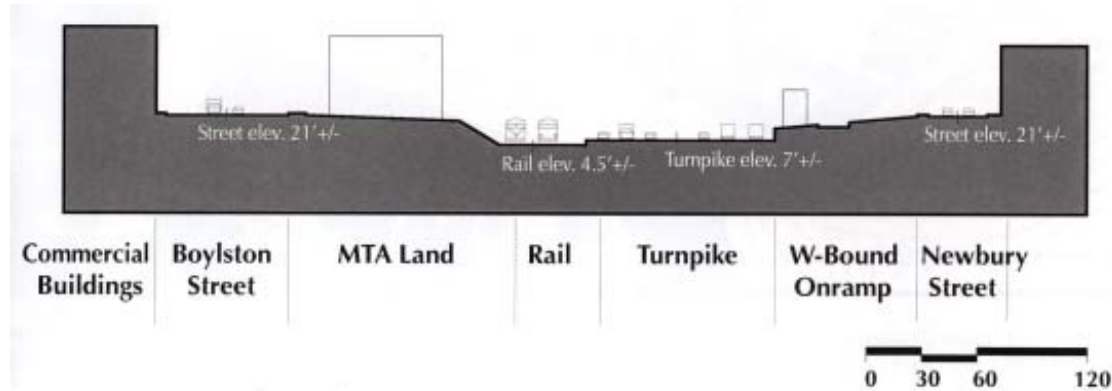 Street elev. 21'+/-
Rail elev. 4.5'+/-
Turnpike elev. 7'+/-
Street elev. 21'+/-
Commercial
Buildings
Boylston
Street
MTA Land
Rail
Turnpike
W-Bound
Onramp
Newbury
Street
0 30 60 120